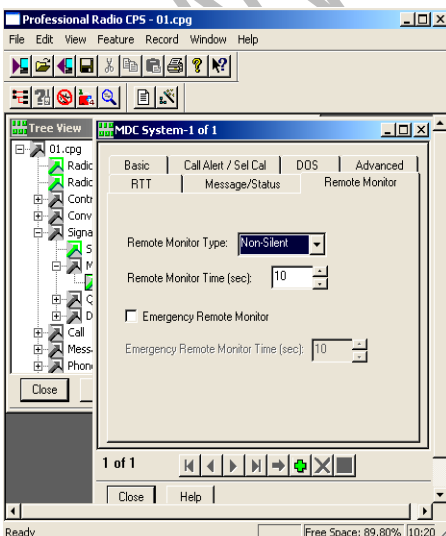 Professional Radio CPS - 01.cpg
File Edit View Feature Record Window Help
Tree View
01.cpg
Radic
Radic
Contr
Conv
Signa
S
M
Q
D
Call
Mess
Phon
Close
MDC System-1 of 1
Basic Call Alert / Sel Cal DOS Advanced
RTT Message/Status Remote Monitor
Remote Monitor Type: Non-Silent
Remote Monitor Time (sec): 10
Emergency Remote Monitor
Emergency Remote Monitor Time (sec): 10
1 of 1
Close Help
Ready Free Space: 89.80% 10:20